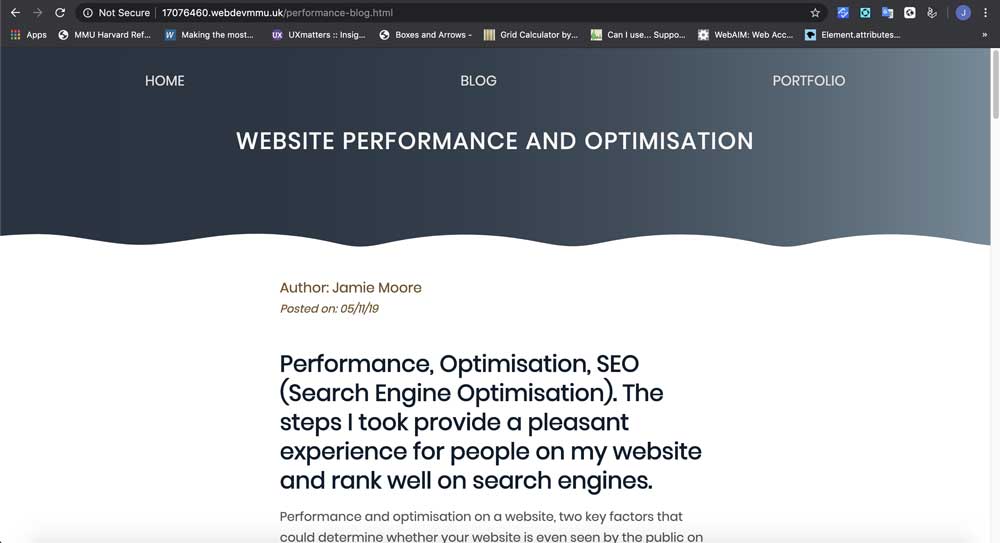 Not Secure 17076460.webdevmmu.uk/performance-blog.html J
Apps MMU Harvard Ref... W Making the most... UX UXmatters :: Insig... Boxes and Arrows - Grid Calculator by... Can I use... Suppo... WebAIM: Web Acc... Element.attributes... »
HOME BLOG PORTFOLIO
WEBSITE PERFORMANCE AND OPTIMISATION
Author: Jamie Moore
Posted on: 05/11/19
Performance, Optimisation, SEO
(Search Engine Optimisation). The
steps I took provide a pleasant
experience for people on my website
and rank well on search engines.
Performance and optimisation on a website, two key factors that
could determine whether your website is even seen by the public on